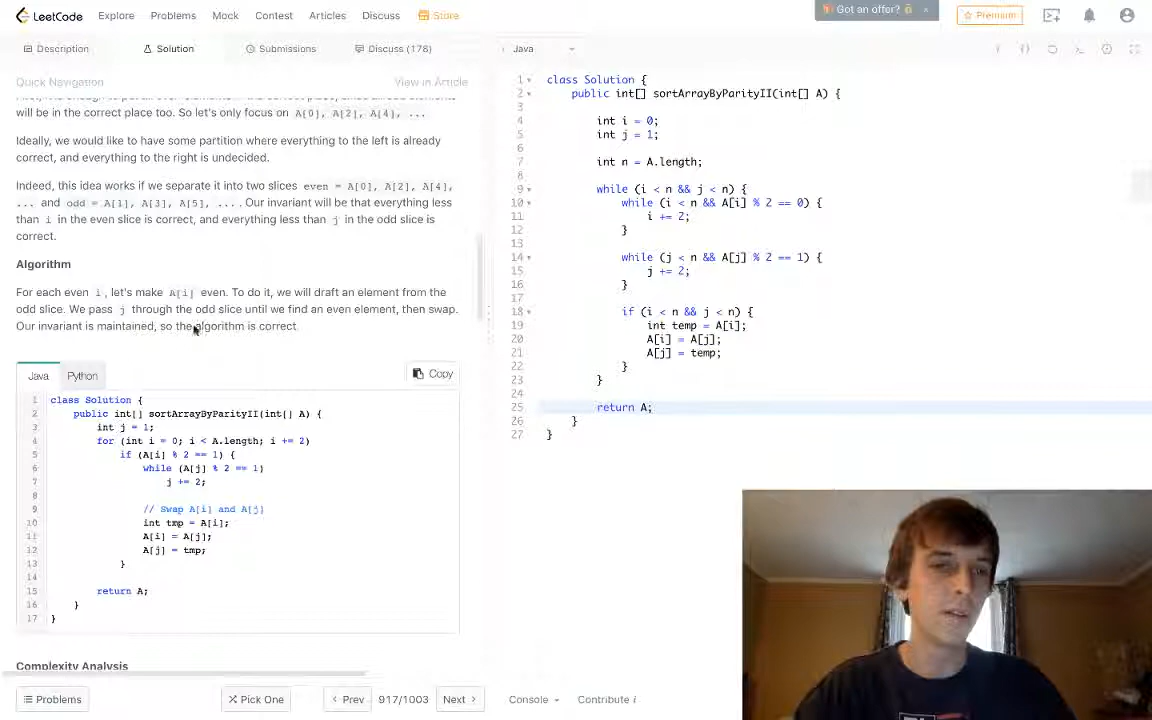 LeetCode Explore Problems Mock Contest Articles Discuss Store Got an offer? × Premium
Description Solution Submissions Discuss (178) Java
Quick Navigation View in Article
will be in the correct place too. So let's only focus on A[0], A[2], A[4], ...
Ideally, we would like to have some partition where everything to the left is already
correct, and everything to the right is undecided.
Indeed, this idea works if we separate it into two slices even = A[0], A[2], A[4],
... and odd = A[1], A[3], A[5], .... Our invariant will be that everything less
than i in the even slice is correct, and everything less than j in the odd slice is
correct.
Algorithm
For each even i, let's make A[i] even. To do it, we will draft an element from the
odd slice. We pass j through the odd slice until we find an even element, then swap.
Our invariant is maintained, so the algorithm is correct.
Java Python Copy
1 class Solution {
2 public int[] sortArrayByParityII(int[] A) {
3 int j = 1;
4 for (int i = 0; i < A.length; i += 2)
5 if (A[i] % 2 == 1) {
6 while (A[j] % 2 == 1)
7 j += 2;
8
9 // Swap A[i] and A[j]
10 int tmp = A[i];
11 A[i] = A[j];
12 A[j] = tmp;
13 }
14
15 return A;
16 }
17 }
Complexity Analysis
Problems Pick One < Prev 917/1003 Next >
1 class Solution {
2 public int[] sortArrayByParityII(int[] A) {
3
4 int i = 0;
5 int j = 1;
6
7 int n = A.length;
8
9 while (i < n && j < n) {
10 while (i < n && A[i] % 2 == 0) {
11 i += 2;
12 }
13
14 while (j < n && A[j] % 2 == 1) {
15 j += 2;
16 }
17
18 if (i < n && j < n) {
19 int temp = A[i];
20 A[i] = A[j];
21 A[j] = temp;
22 }
23 }
24
25 return A;
26 }
27 }
Console Contribute i